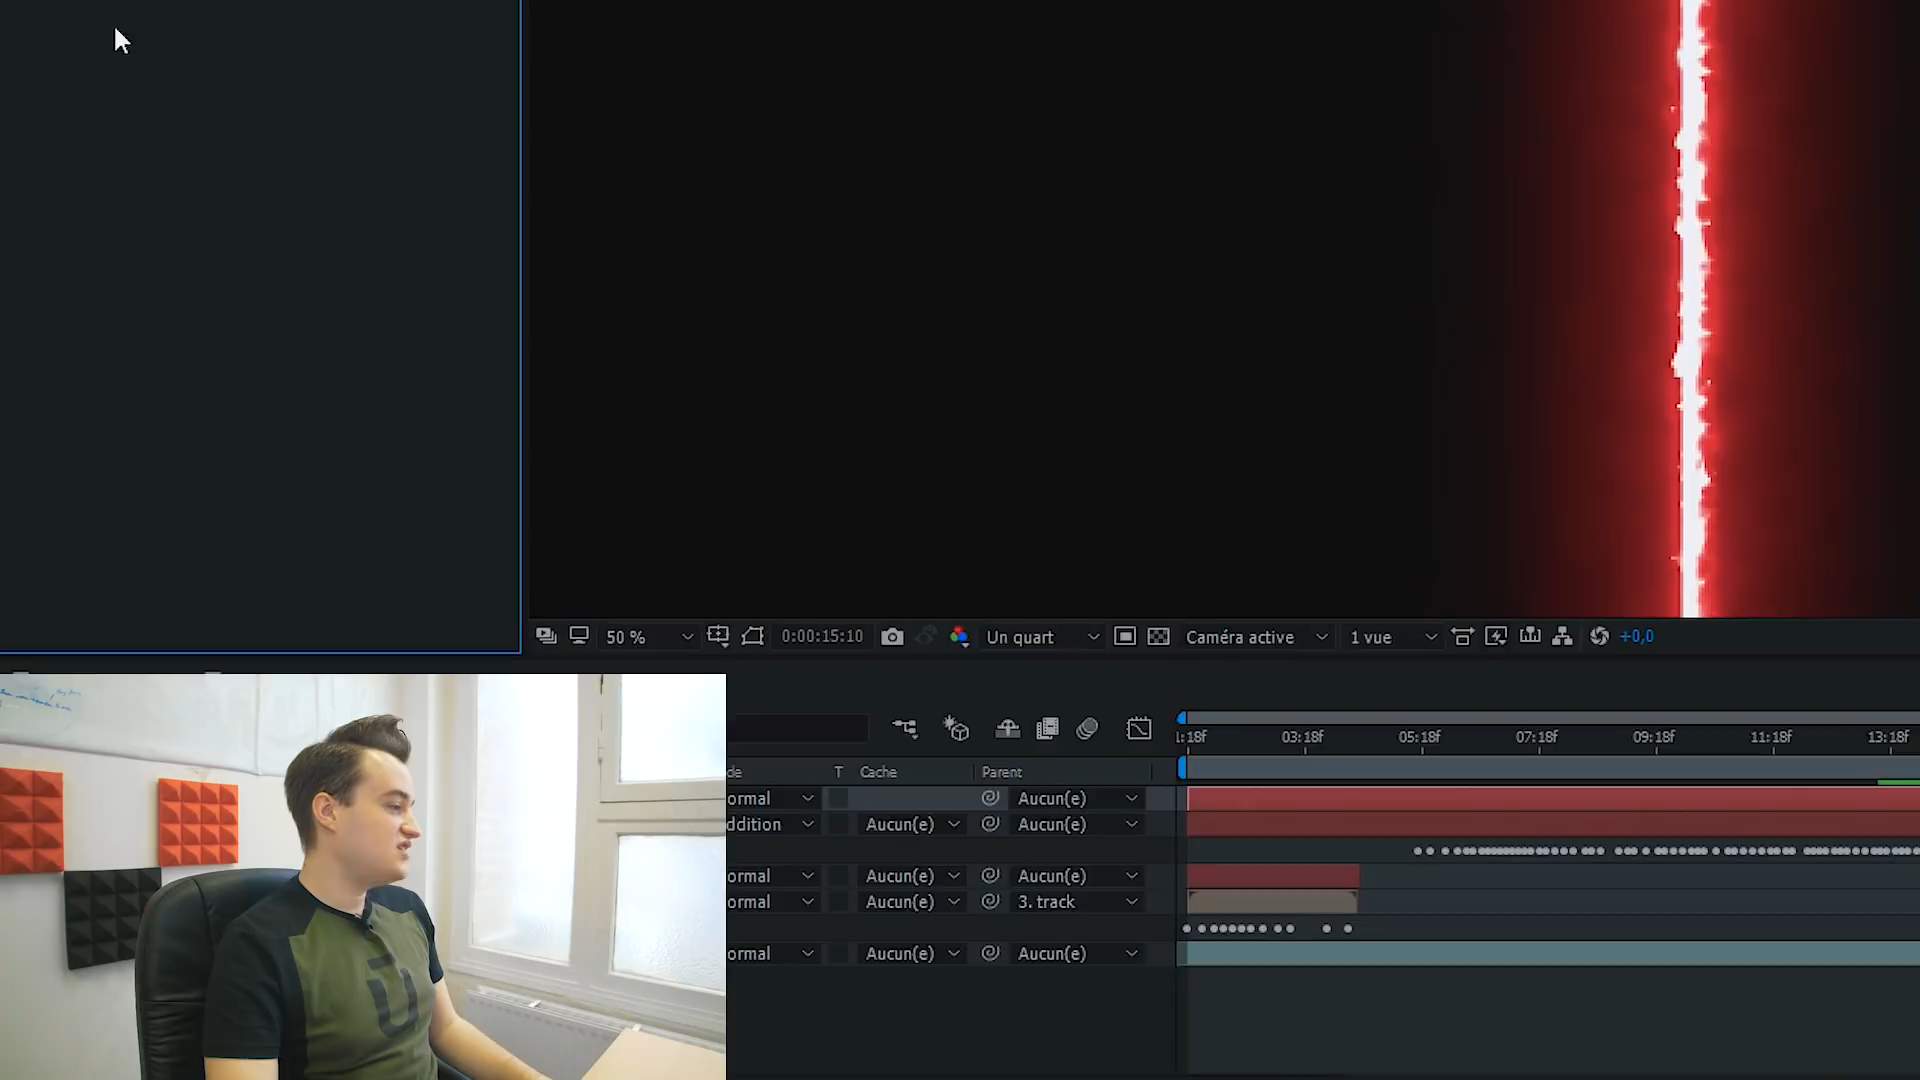 50 %
0:00:15:10
Un quart
Caméra active
1 vue
+0,0
:18f 03:18f 05:18f 07:18f 09:18f 11:18f 13:18f
de T Cache Parent
ormal Aucun(e)
ddition Aucun(e) Aucun(e)
ormal Aucun(e) Aucun(e)
ormal Aucun(e) 3. track
ormal Aucun(e) Aucun(e)
Ū